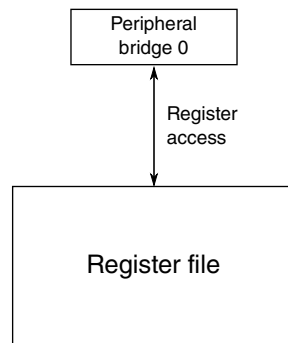 Peripheral
bridge 0
Register
access
Register file